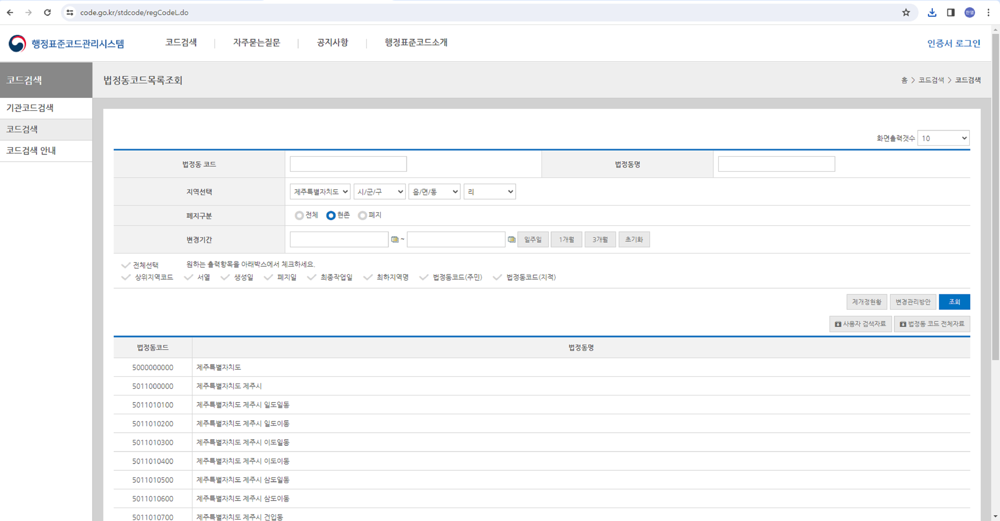 code.go.kr/stdcode/regCodeL.do
한열
행정표준코드관리시스템
코드검색 | 자주묻는질문 | 공지사항 | 행정표준코드소개
인증서 로그인
코드검색
법정동코드목록조회
홈 > 코드검색 > 코드검색
기관코드검색
코드검색
코드검색 안내
화면출력갯수 10
법정동 코드 법정동명
지역선택 제주특별자치도 시/군/구 읍/면/동 리
폐지구분 전체 현존 폐지
변경기간 ~ 일주일 1개월 3개월 초기화
전체선택 원하는 출력항목을 아래박스에서 체크하세요.
상위지역코드 서열 생성일 폐지일 최종작업일 최하지역명 법정동코드(주민) 법정동코드(지적)
제개정현황 변경관리방안 조회
사용자 검색자료 법정동 코드 전체자료
법정동코드 법정동명
5000000000 제주특별자치도
5011000000 제주특별자치도 제주시
5011010100 제주특별자치도 제주시 일도일동
5011010200 제주특별자치도 제주시 일도이동
5011010300 제주특별자치도 제주시 이도일동
5011010400 제주특별자치도 제주시 이도이동
5011010500 제주특별자치도 제주시 삼도일동
5011010600 제주특별자치도 제주시 삼도이동
5011010700 제주특별자치도 제주시 건입동